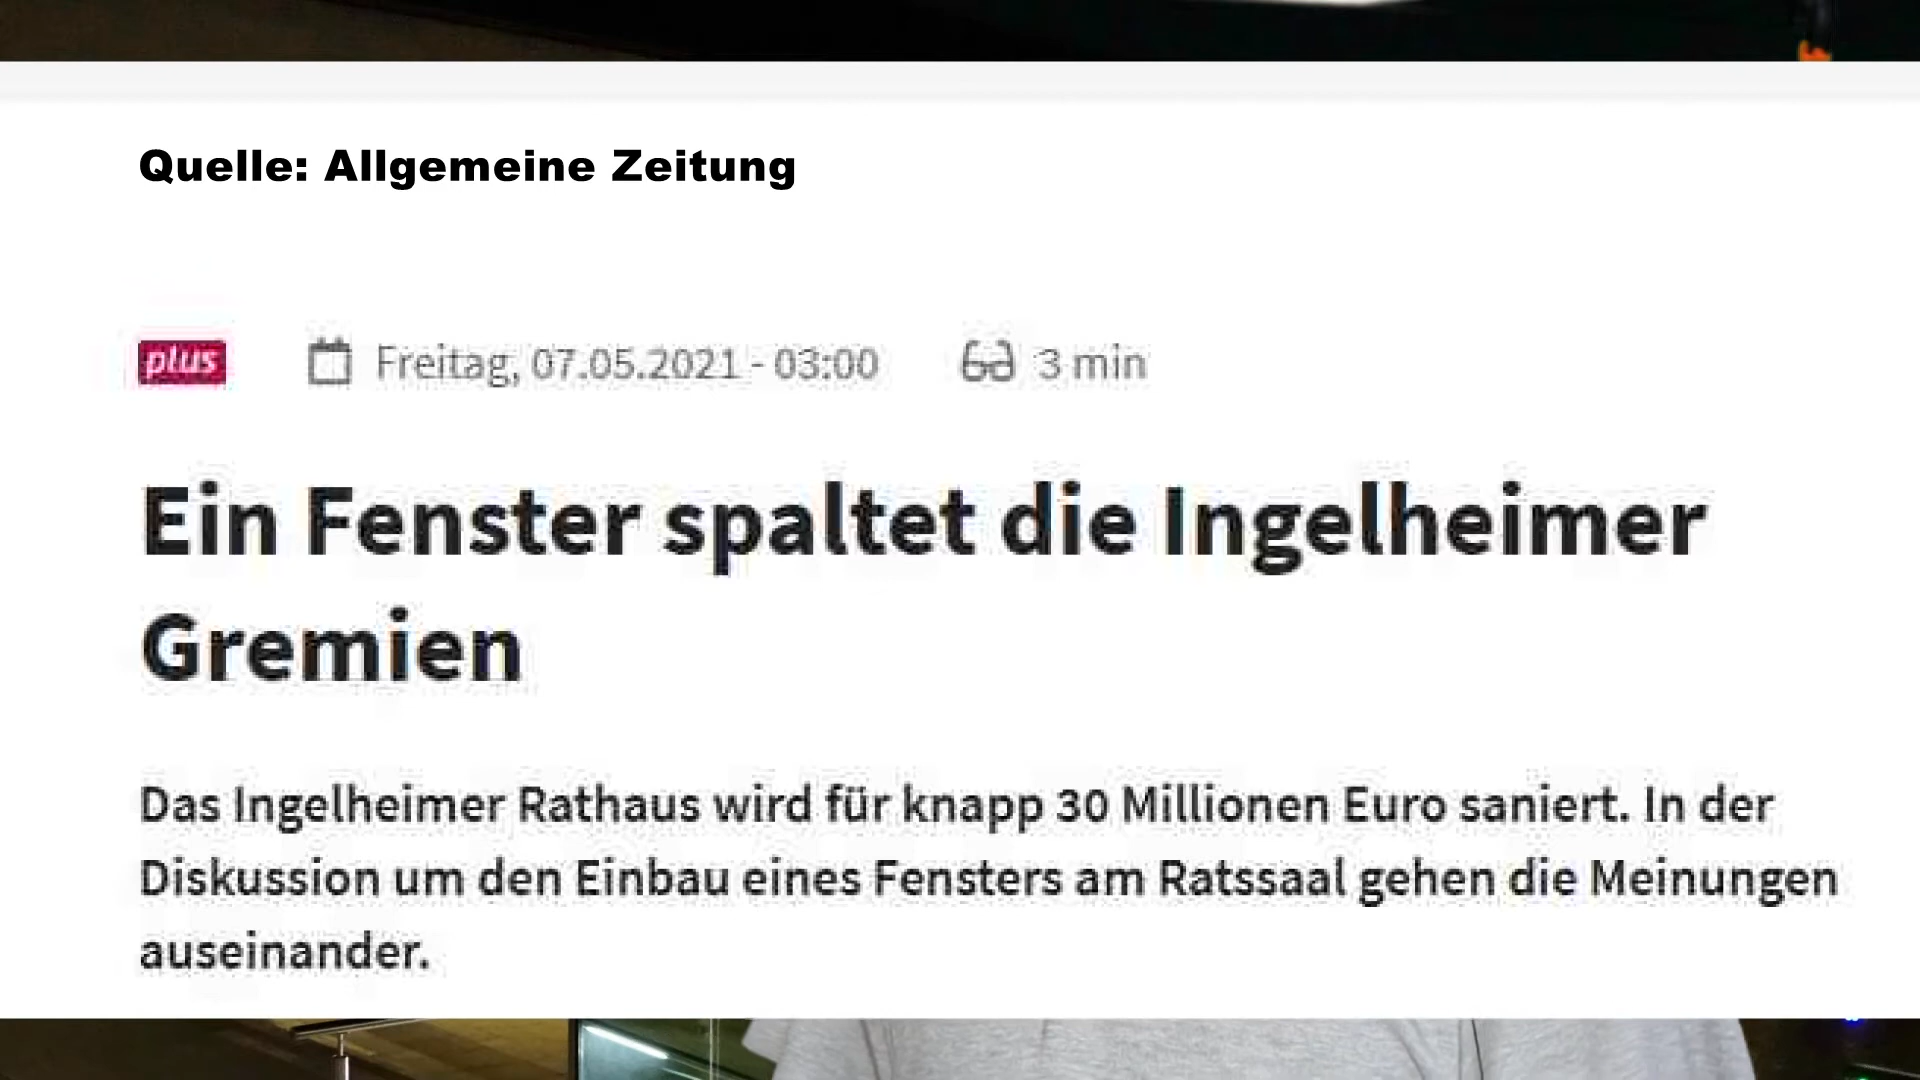 Quelle: Allgemeine Zeitung
plus Freitag, 07.05.2021 - 03:00 3 min
Ein Fenster spaltet die Ingelheimer
Gremien
Das Ingelheimer Rathaus wird für knapp 30 Millionen Euro saniert. In der
Diskussion um den Einbau eines Fensters am Ratssaal gehen die Meinungen
auseinander.